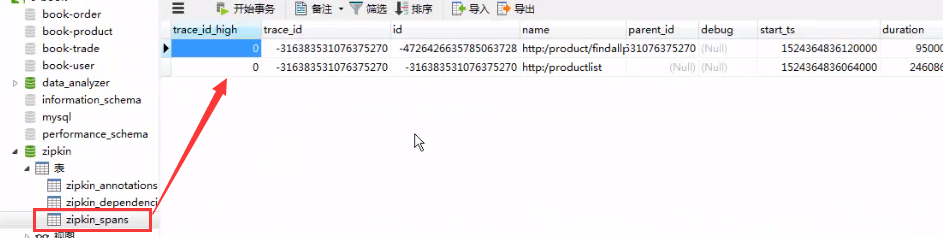 book-order
book-product
book-trade
book-user
data_analyzer
information_schema
mysql
performance_schema
zipkin
表
zipkin_annotations
zipkin_dependenci
zipkin_spans
视图
开始事务 备注 筛选 排序 导入 导出
trace_id_high trace_id id name parent_id debug start_ts duration
0 -316383531076375270 -4726426635785063728 http:/product/findallp 31076375270 (Null) 1524364836120000 95000
0 -316383531076375270 -316383531076375270 http:/productlist (Null) (Null) 1524364836064000 246086